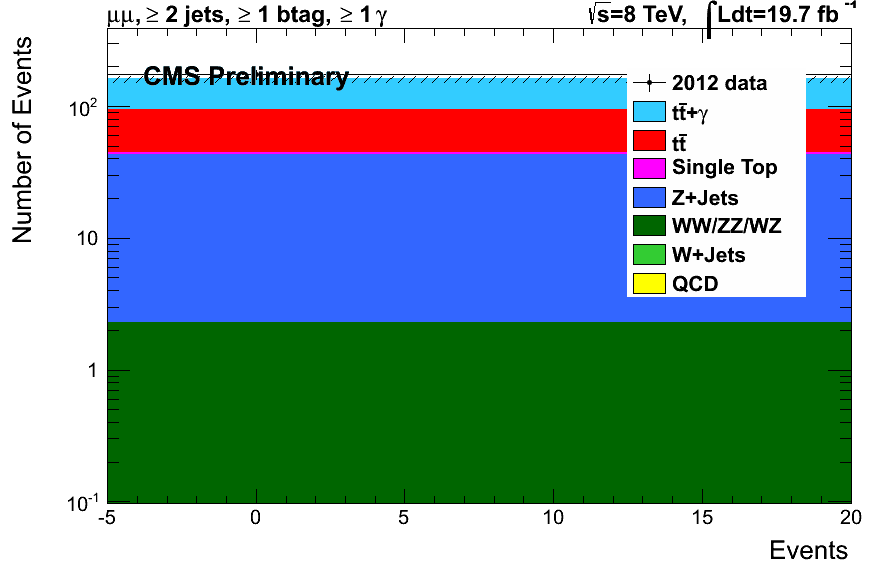 μμ, ≥ 2 jets, ≥ 1 btag, ≥ 1 γ
√s=8 TeV, ∫Ldt=19.7 fb⁻¹
CMS Preliminary
Number of Events
2012 data
tt̄+γ
tt̄
Single Top
Z+Jets
WW/ZZ/WZ
W+Jets
QCD
10²
10
1
10⁻¹
-5 0 5 10 15 20
Events